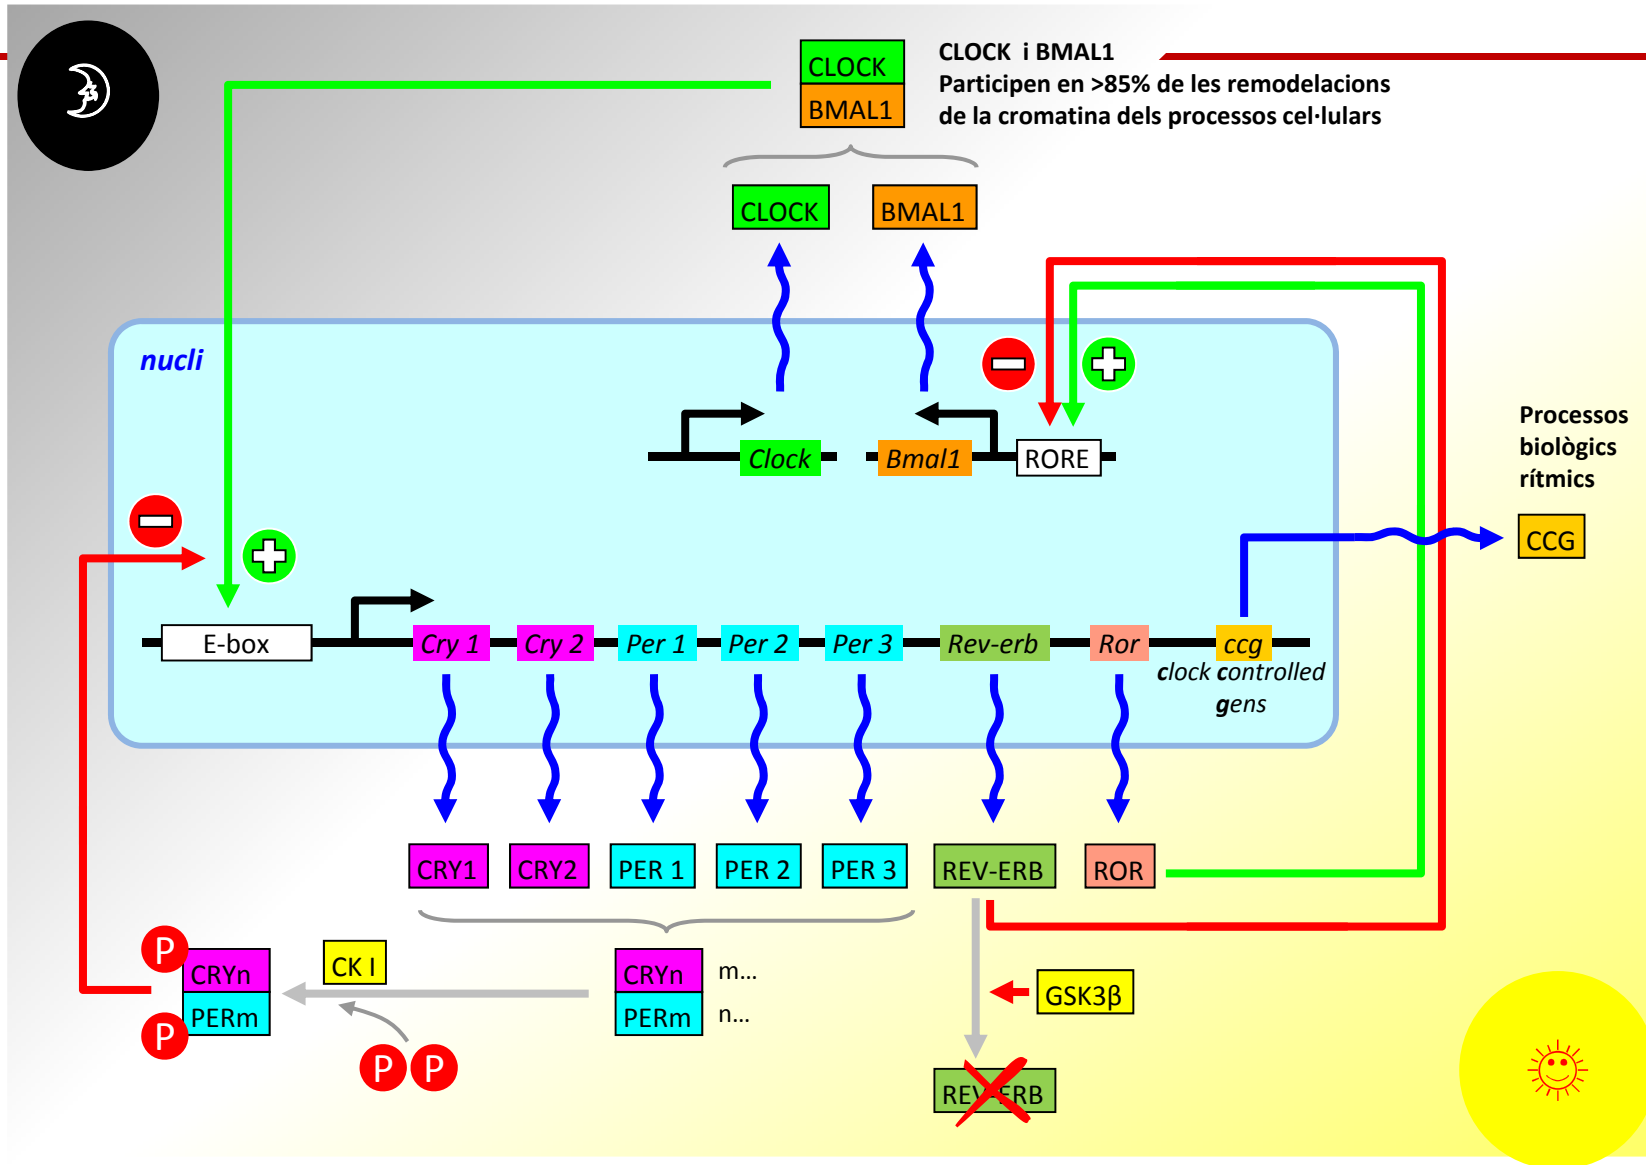 CLOCK
BMAL1
CLOCK i BMAL1
Participen en >85% de les remodelacions
de la cromatina dels processos cel·lulars
CLOCK
BMAL1
nucli
Clock
Bmal1
RORE
Processos
biològics
rítmics
CCG
E-box
Cry 1
Cry 2
Per 1
Per 2
Per 3
Rev-erb
Ror
ccg
clock controlled
gens
CRY1
CRY2
PER 1
PER 2
PER 3
REV-ERB
ROR
P
CRYn
PERm
P
CK I
P
P
CRYn
PERm
m...
n...
GSK3β
REV-ERB